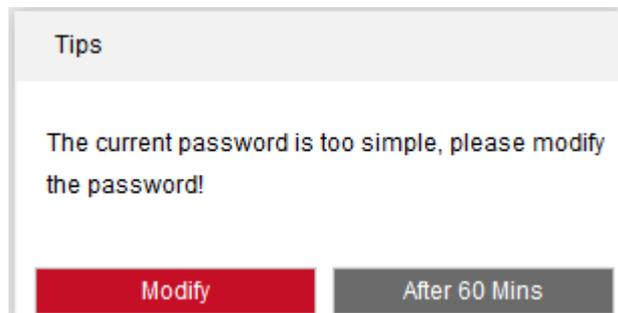 Tips
The current password is too simple, please modify
the password!
Modify
After 60 Mins